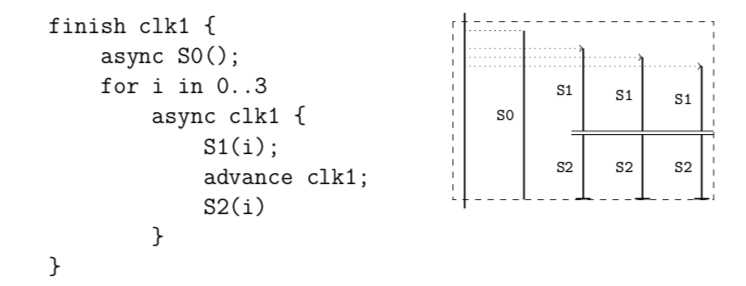 finish clk1 {
    async S0();
    for i in 0..3
        async clk1 {
            S1(i);
            advance clk1;
            S2(i)
        }
}
S1 S1 S1
S0
S2 S2 S2